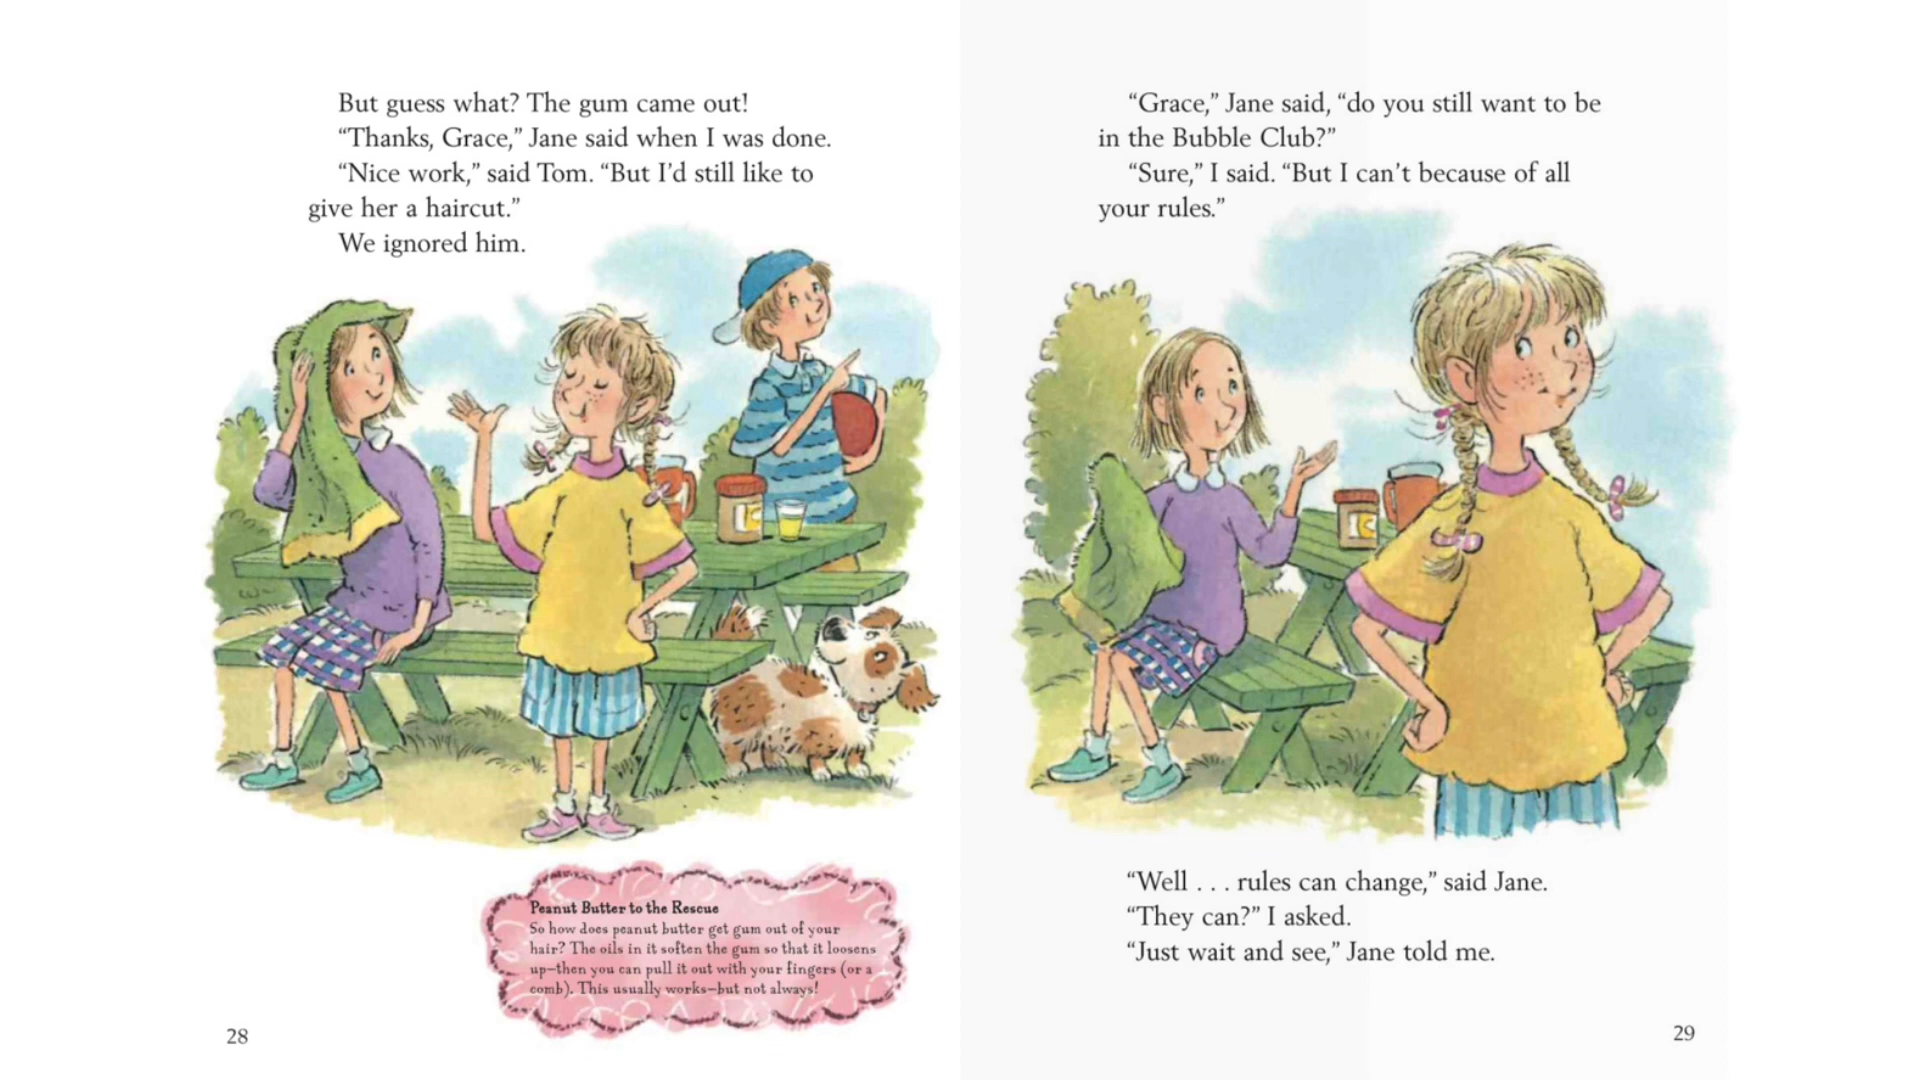 But guess what? The gum came out!
“Thanks, Grace,” Jane said when I was done.
“Nice work,” said Tom. “But I’d still like to
give her a haircut.”
We ignored him.
Peanut Butter to the Rescue
So how does peanut butter get gum out of your
hair? The oils in it soften the gum so that it loosens
up–then you can pull it out with your fingers (or a
comb). This usually works–but not always!
28
“Grace,” Jane said, “do you still want to be
in the Bubble Club?”
“Sure,” I said. “But I can’t because of all
your rules.”
“Well . . . rules can change,” said Jane.
“They can?” I asked.
“Just wait and see,” Jane told me.
29